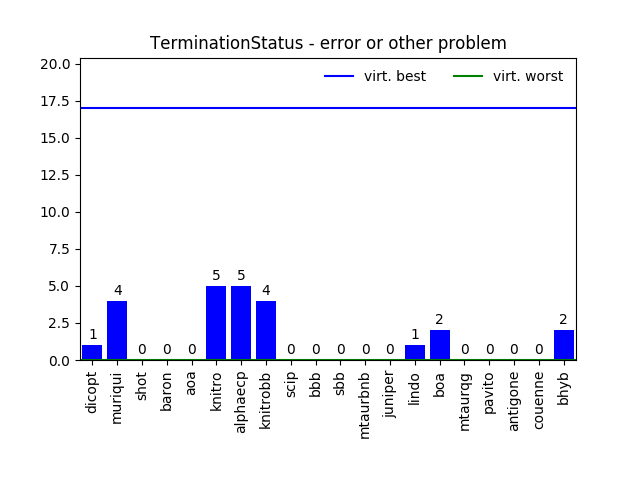 TerminationStatus - error or other problem
virt. best virt. worst
20.0
17.5
15.0
12.5
10.0
7.5
5.0
2.5
0.0
1 4 0 0 0 5 5 4 0 0 0 0 0 1 2 0 0 0 0 2
dicopt
muriqui
shot
baron
aoa
knitro
alphaecp
knitrobb
scip
bbb
sbb
mtaurbnb
juniper
lindo
boa
mtaurqg
pavito
antigone
couenne
bhyb